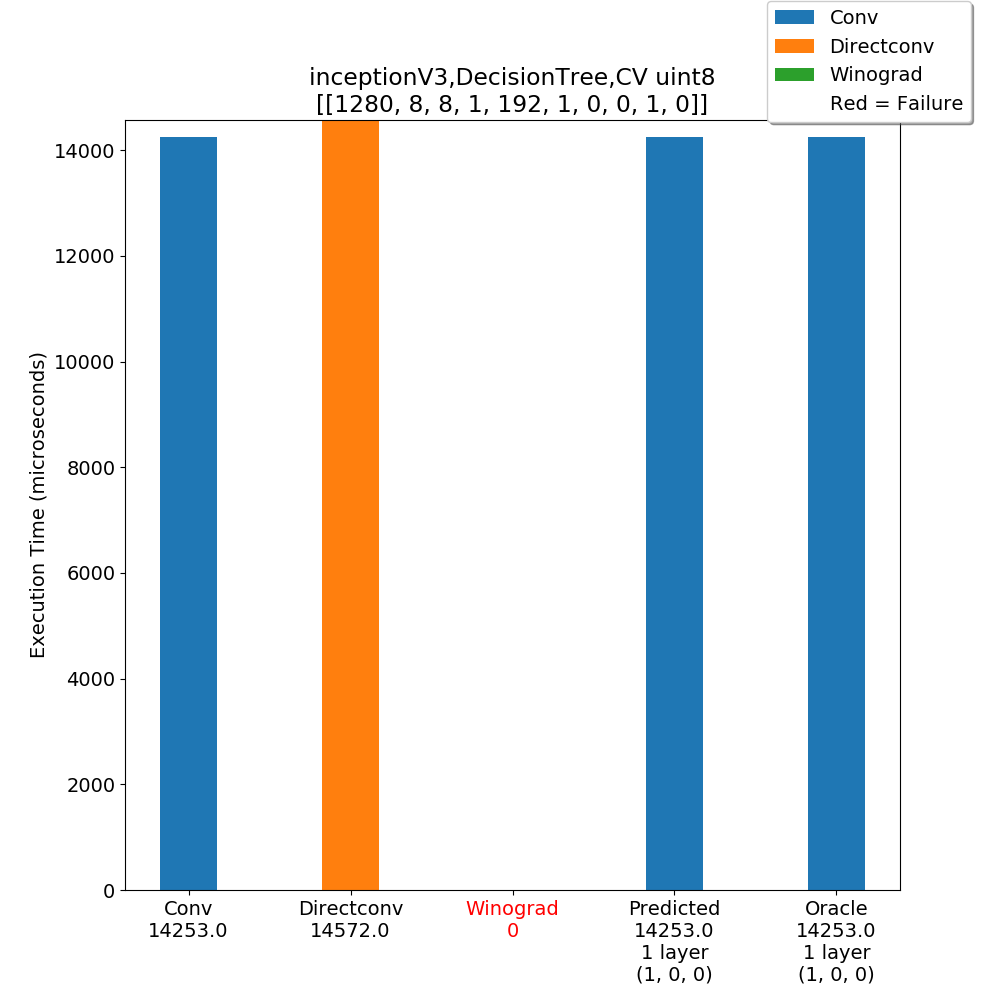 Conv
Directconv
Winograd
Red = Failure
inceptionV3,DecisionTree,CV uint8
[[1280, 8, 8, 1, 192, 1, 0, 0, 1, 0]]
Execution Time (microseconds)
14000
12000
10000
8000
6000
4000
2000
0
Conv
14253.0
Directconv
14572.0
Winograd
0
Predicted
14253.0
1 layer
(1, 0, 0)
Oracle
14253.0
1 layer
(1, 0, 0)